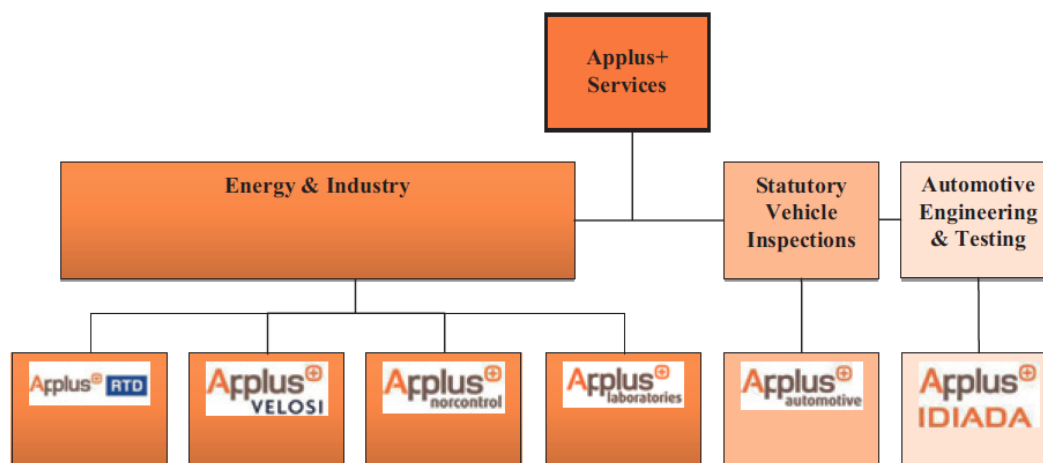 Applus+
Services
Energy & Industry
Statutory
Vehicle
Inspections
Automotive
Engineering
& Testing
Applus+ RTD
Applus+
VELOSI
Applus+
norcontrol
Applus+
laboratories
Applus+
automotive
Applus+
IDIADA